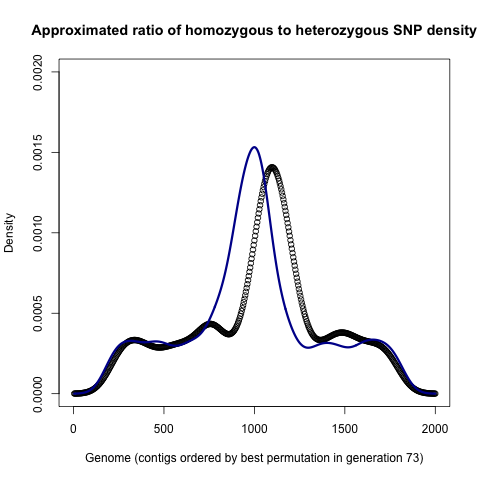 Approximated ratio of homozygous to heterozygous SNP density
0.0020
0.0015
0.0010
0.0005
0.0000
Density
0 500 1000 1500 2000
Genome (contigs ordered by best permutation in generation 73)